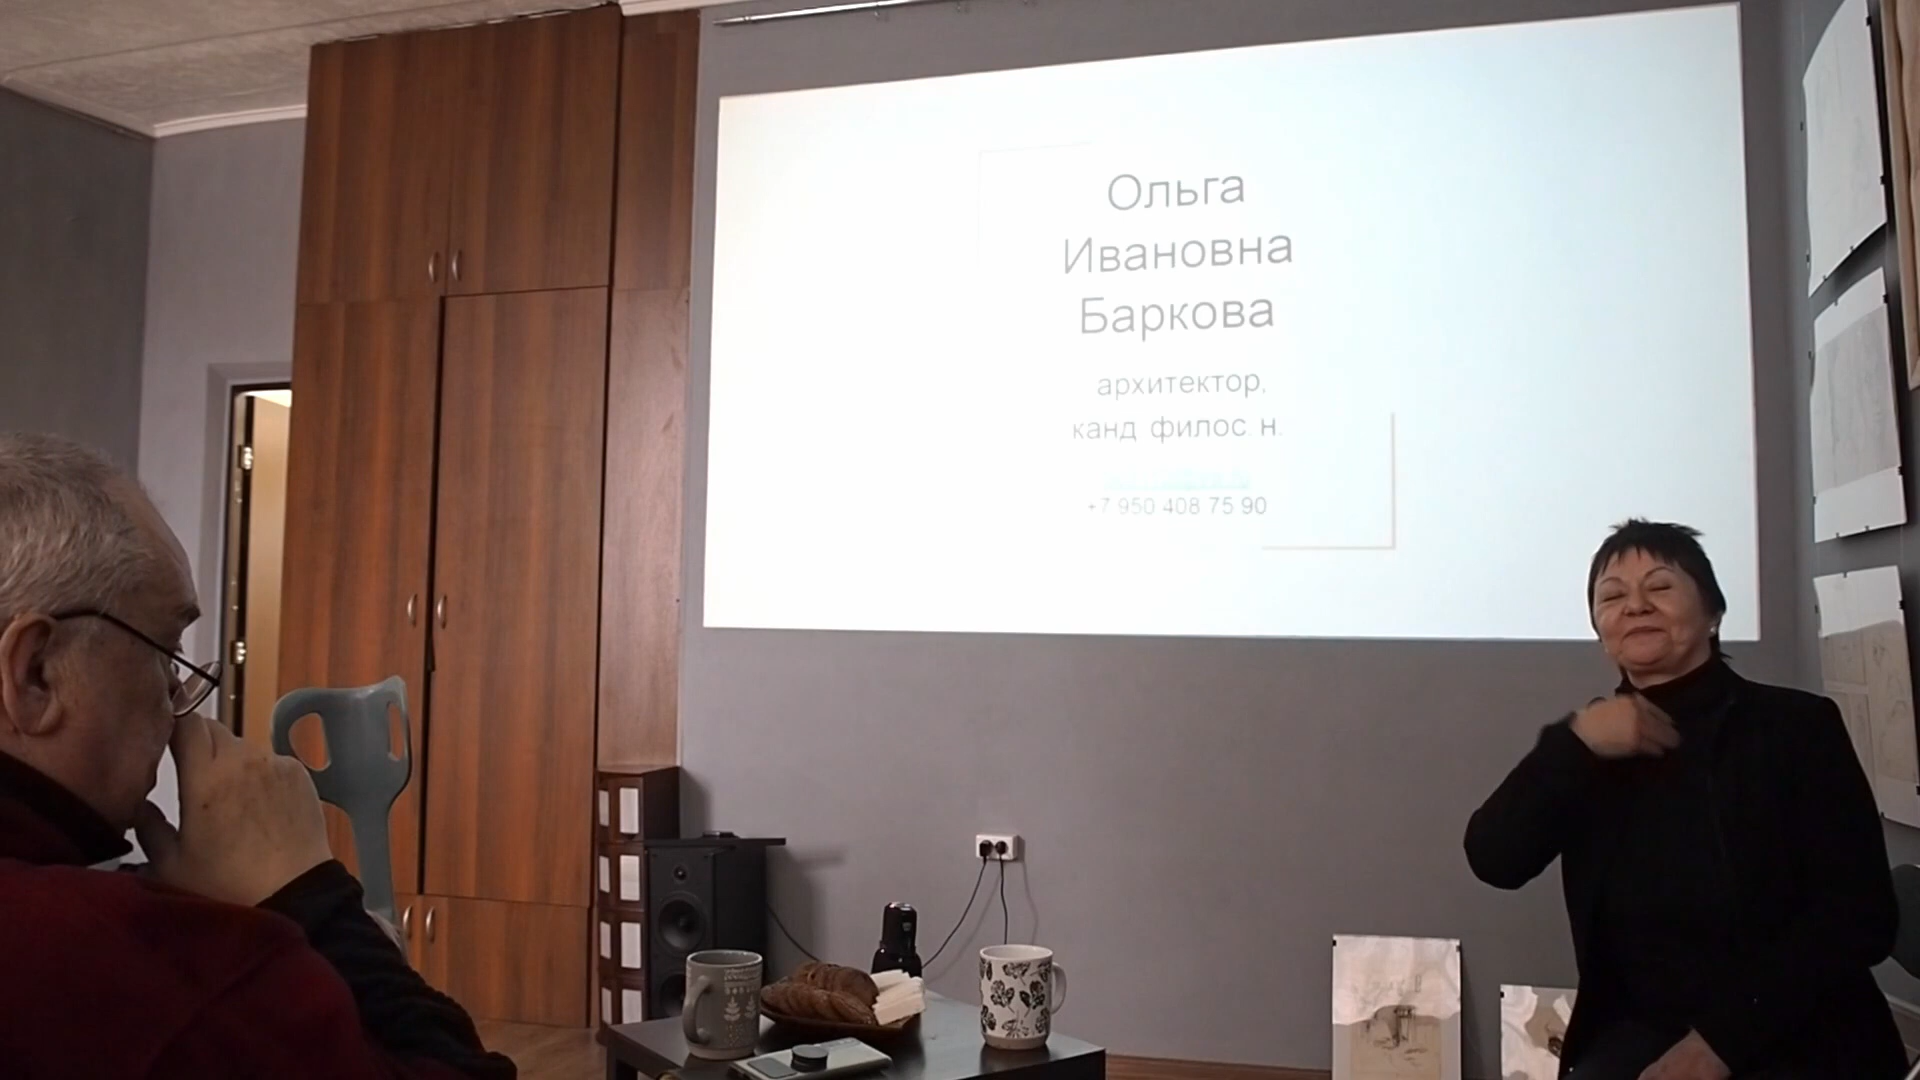 Ольга
Ивановна
Баркова
архитектор,
канд. филос. н.
+7 950 408 75 90